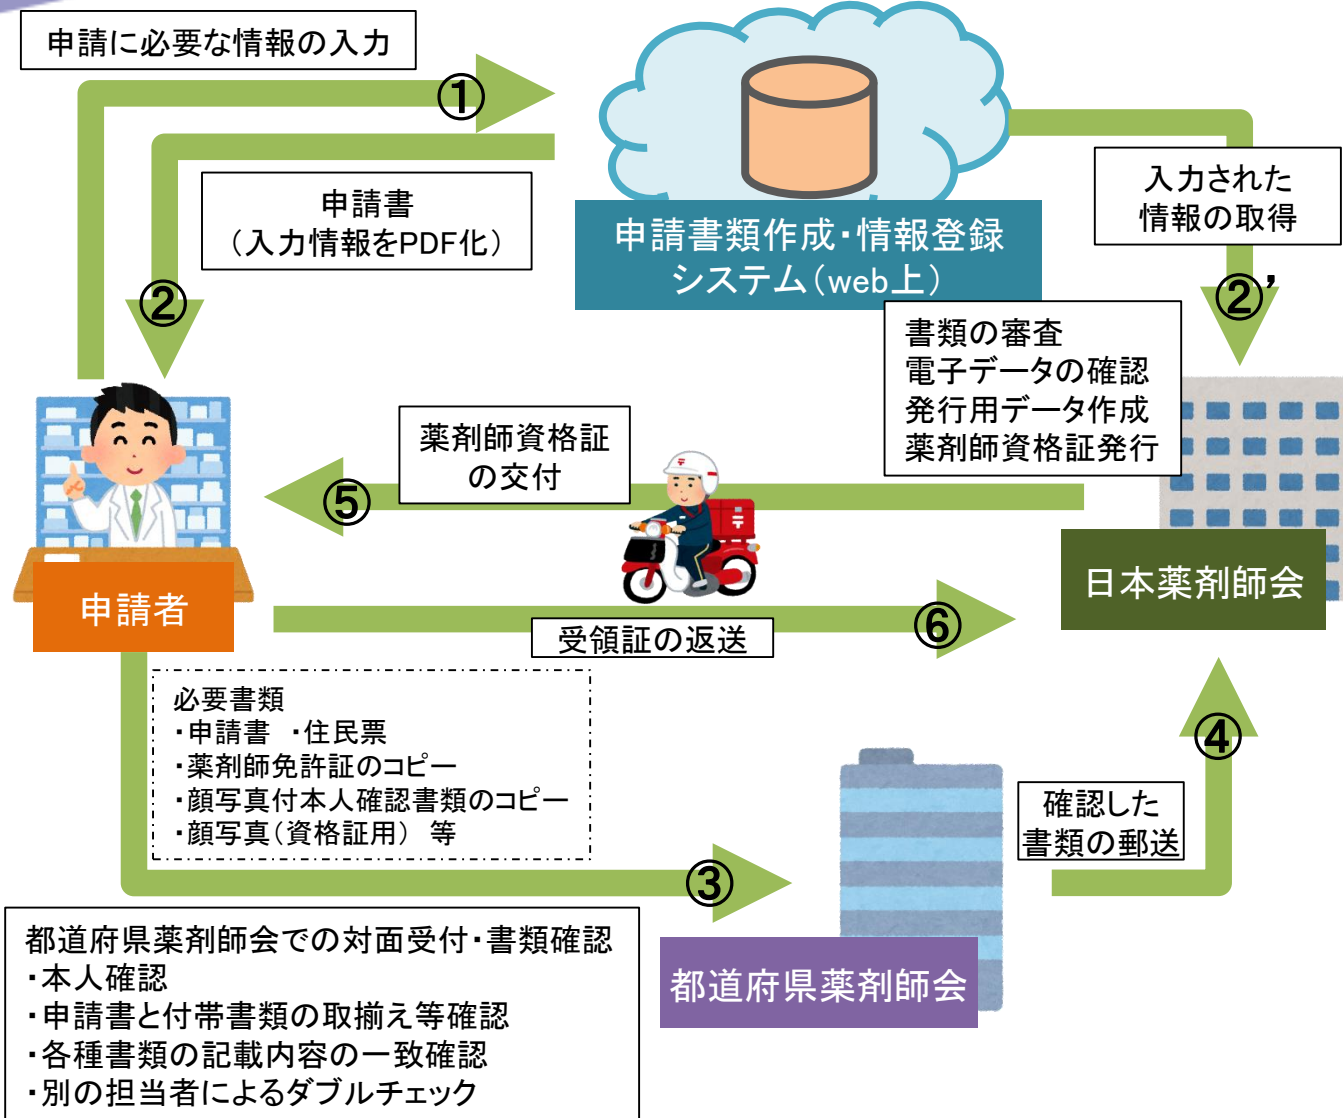 申請に必要な情報の入力
①
申請書
（入力情報をPDF化）
②
申請書類作成・情報登録
システム（web上）
入力された
情報の取得
②’
書類の審査
電子データの確認
発行用データ作成
薬剤師資格証発行
薬剤師資格証
の交付
⑤
申請者
日本薬剤師会
受領証の返送
⑥
必要書類
・申請書　・住民票
・薬剤師免許証のコピー
・顔写真付本人確認書類のコピー
・顔写真（資格証用）　等
③
④
確認した
書類の郵送
都道府県薬剤師会
都道府県薬剤師会での対面受付・書類確認
・本人確認
・申請書と付帯書類の取揃え等確認
・各種書類の記載内容の一致確認
・別の担当者によるダブルチェック